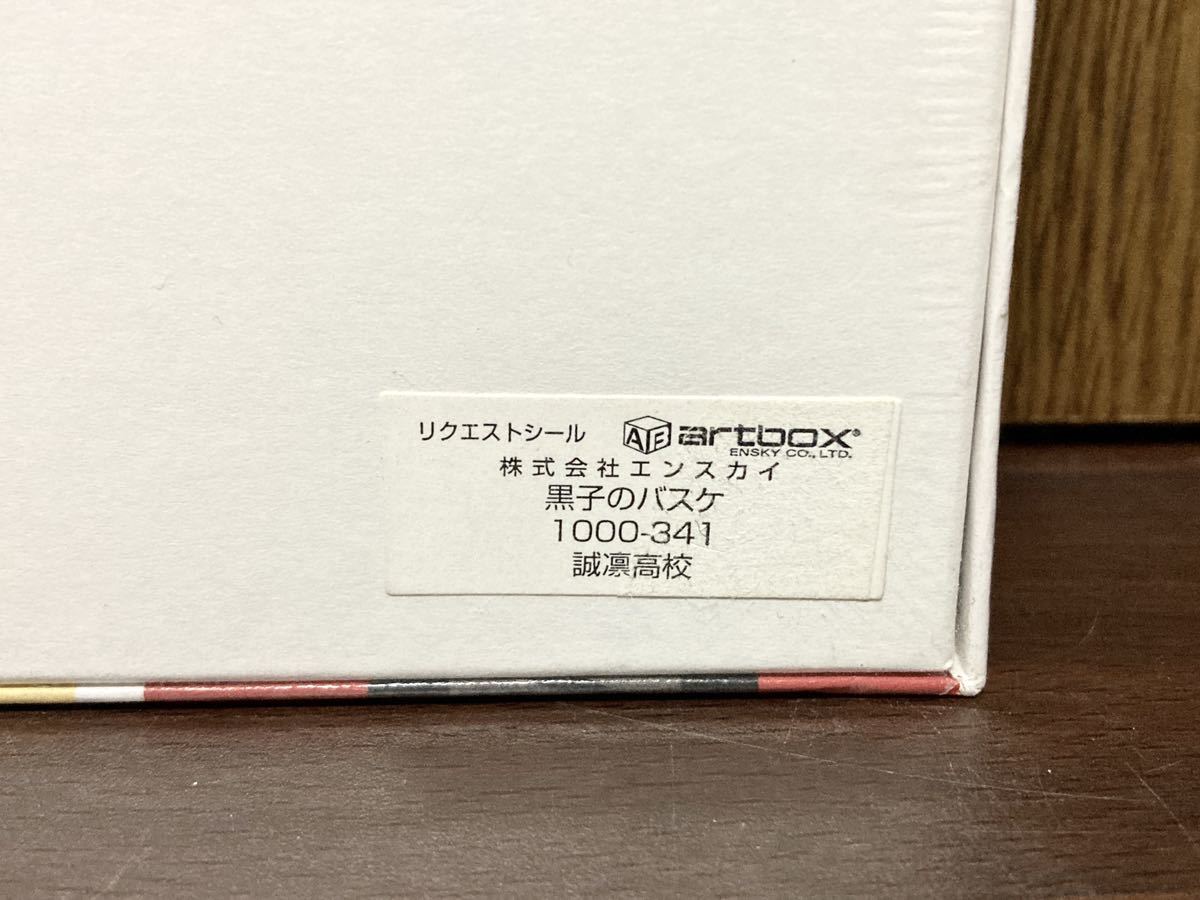 リクエストシール ATE artbox®
ENSKY CO., LTD.
株式会社エンスカイ
黒子のバスケ
1000-341
誠凛高校